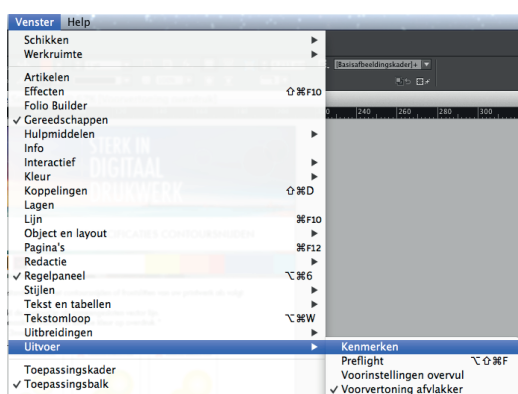 Venster Help
Schikken
Werkruimte
[Basisafbeeldingskader]+
Artikelen
Effecten ⇧⌘F10
Folio Builder
✓ Gereedschappen
240 260 280 300
Hulpmiddelen
Info
STERK IN
Interactief
DIGITAAL
Kleur
DRUKWERK
Koppelingen ⇧⌘D
Lagen
Lijn ⌘F10
Object en layout
Pagina's ⌘F12
Redactie
✓ Regelpaneel ⌥⌘6
Stijlen
Tekst en tabellen
Tekstomloop ⌥⌘W
Uitbreidingen
Uitvoer
Kenmerken
Preflight ⌥⇧⌘F
Toepassingskader
Voorinstellingen overvul
✓ Toepassingsbalk
✓ Voorvertoning afvlakker